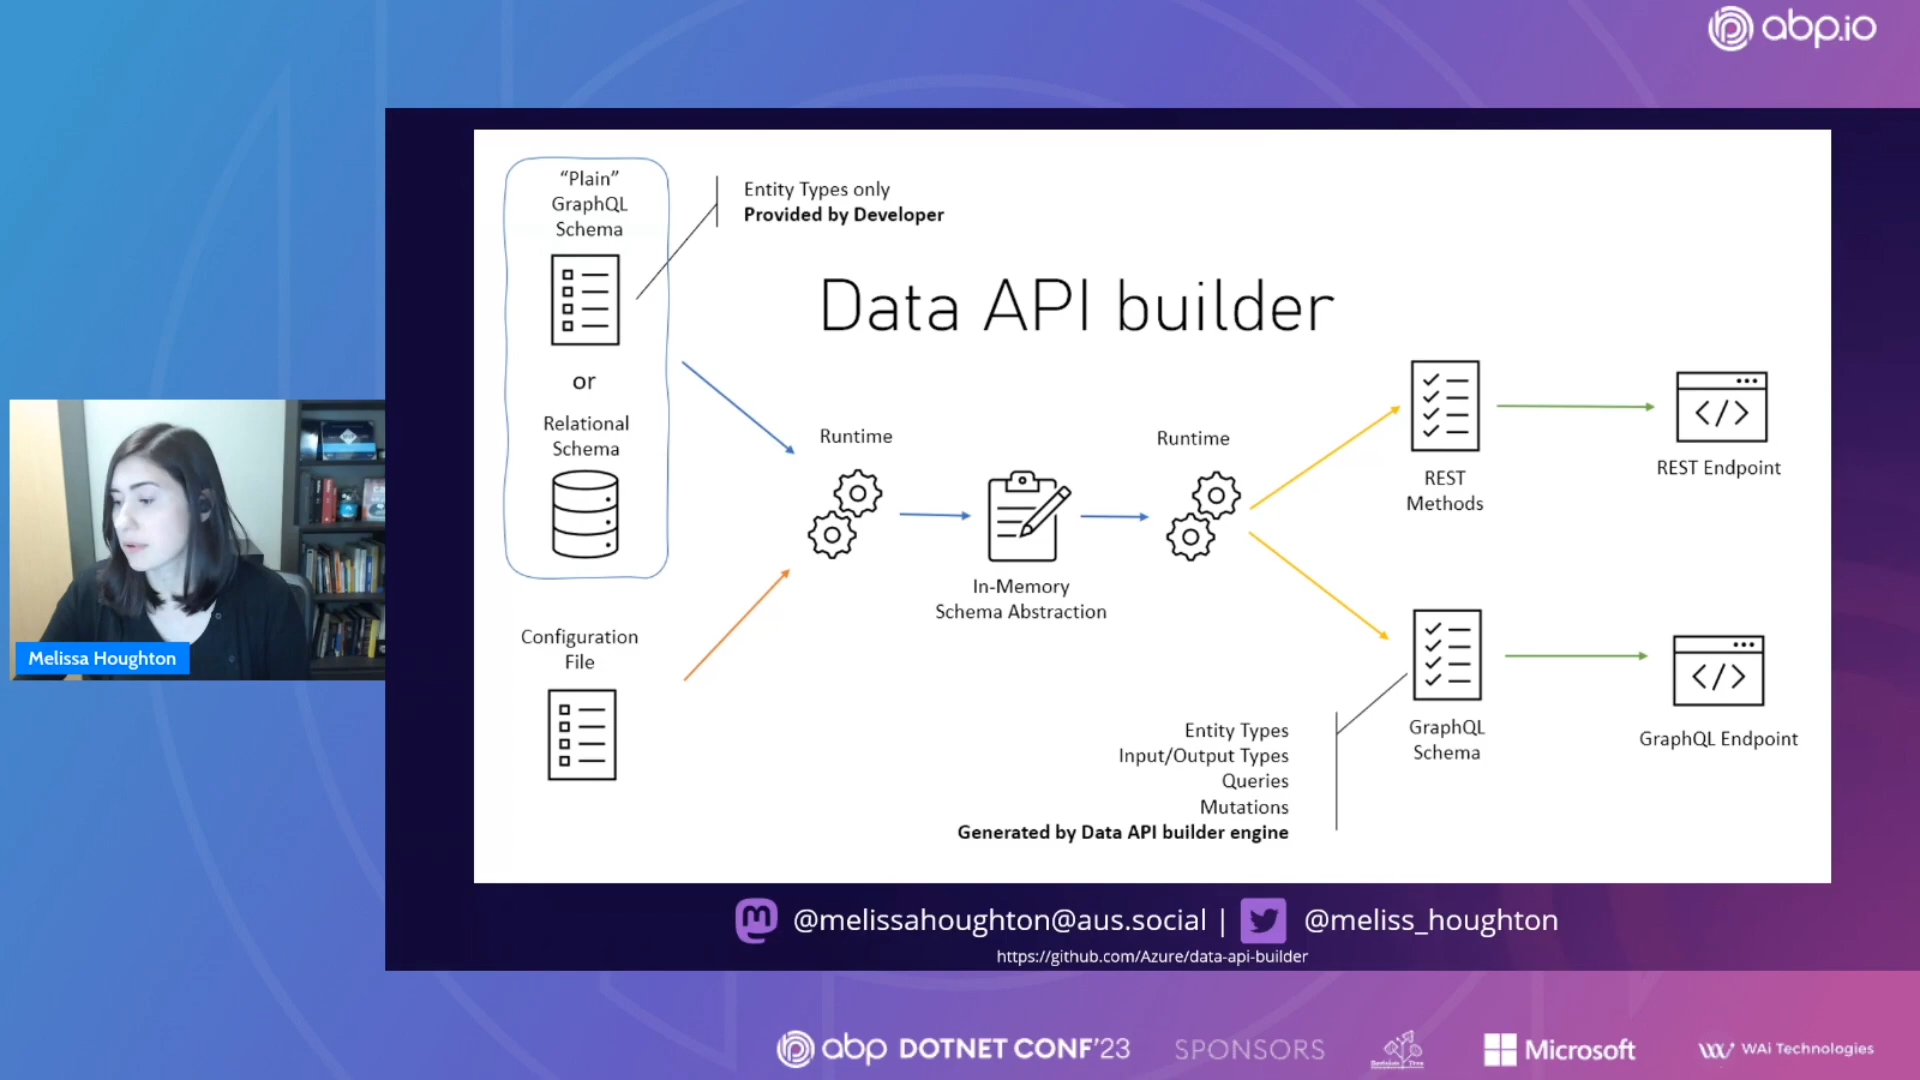 abp.io
“Plain”
GraphQL
Schema
Entity Types only
Provided by Developer
Data API builder
or
Relational
Schema
Runtime
Runtime
REST
Methods
REST Endpoint
In-Memory
Schema Abstraction
Configuration
File
Entity Types
Input/Output Types
Queries
Mutations
Generated by Data API builder engine
GraphQL
Schema
GraphQL Endpoint
Melissa Houghton
@melissahoughton@aus.social | @meliss_houghton
https://github.com/Azure/data-api-builder
abp DOTNET CONF'23 SPONSORS Microsoft WAi Technologies